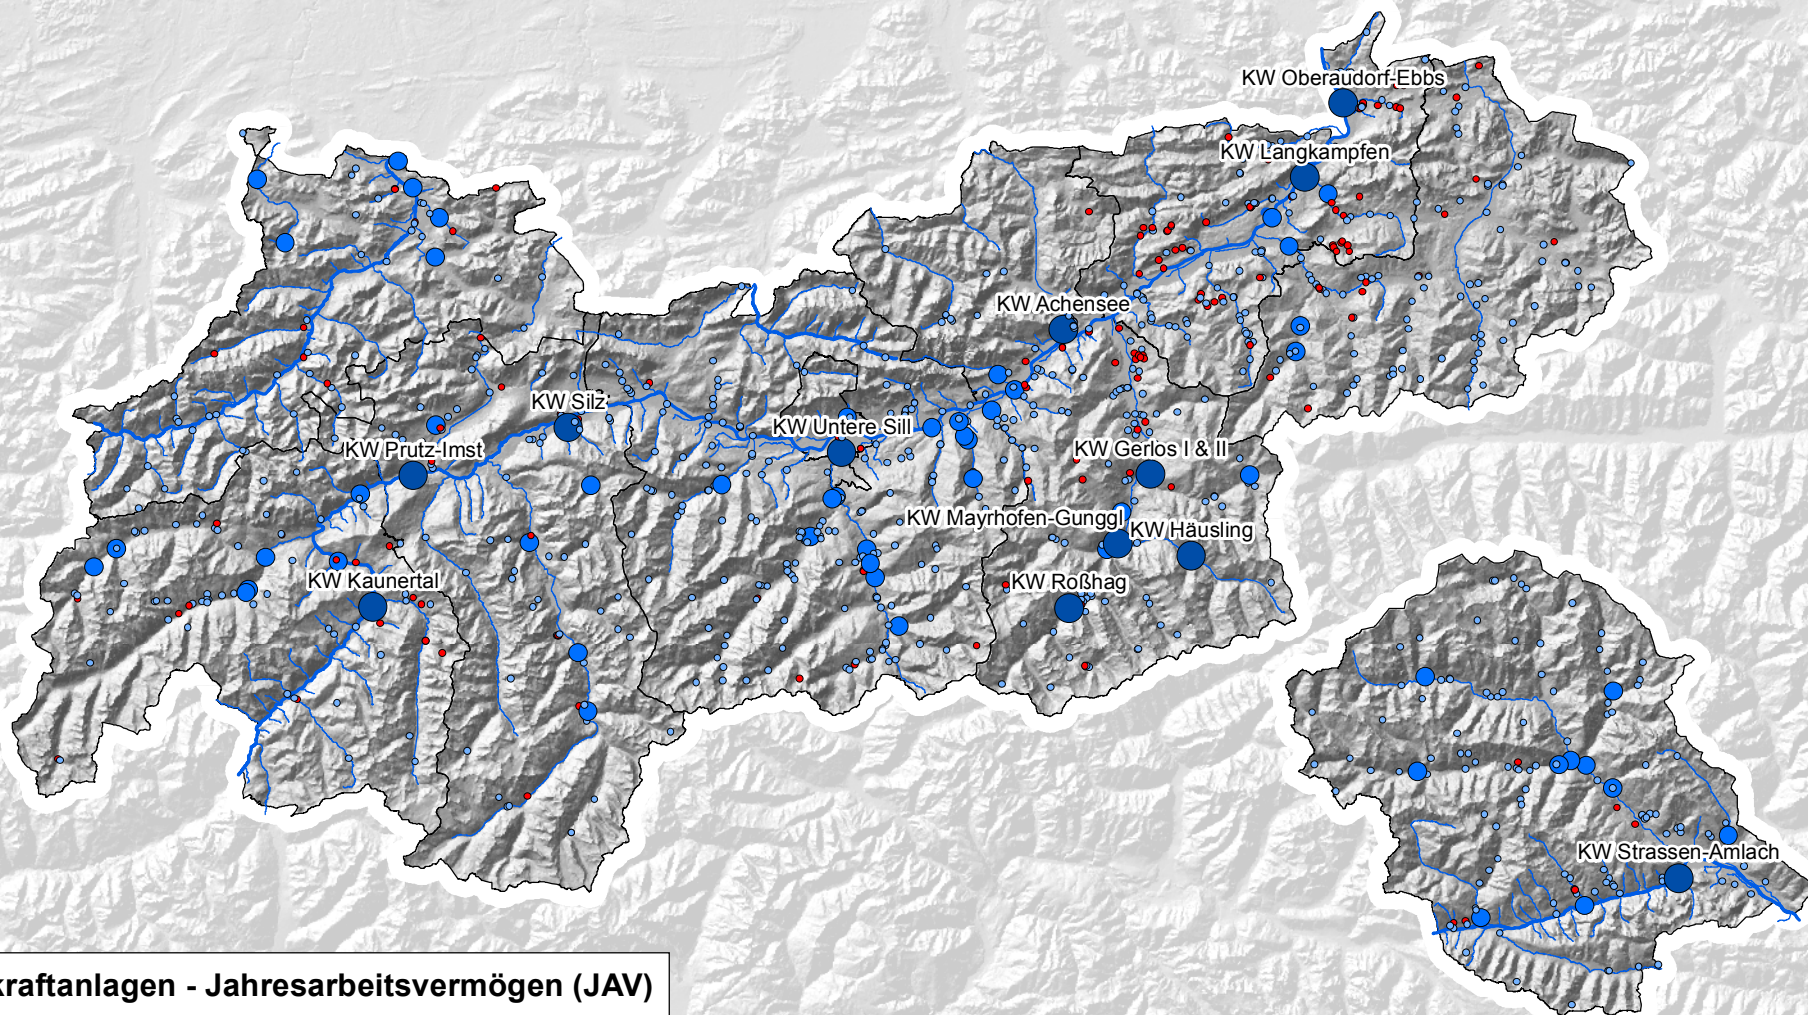 KW Oberaudorf-Ebbs
KW Langkampfen
KW Achensee
KW Silz
KW Untere Sill
KW Prutz-Imst
KW Gerlos I & II
KW Mayrhofen-Gunggl
KW Häusling
KW Kaunertal
KW Roßhag
KW Strassen-Amlach
kraftanlagen - Jahresarbeitsvermögen (JAV)